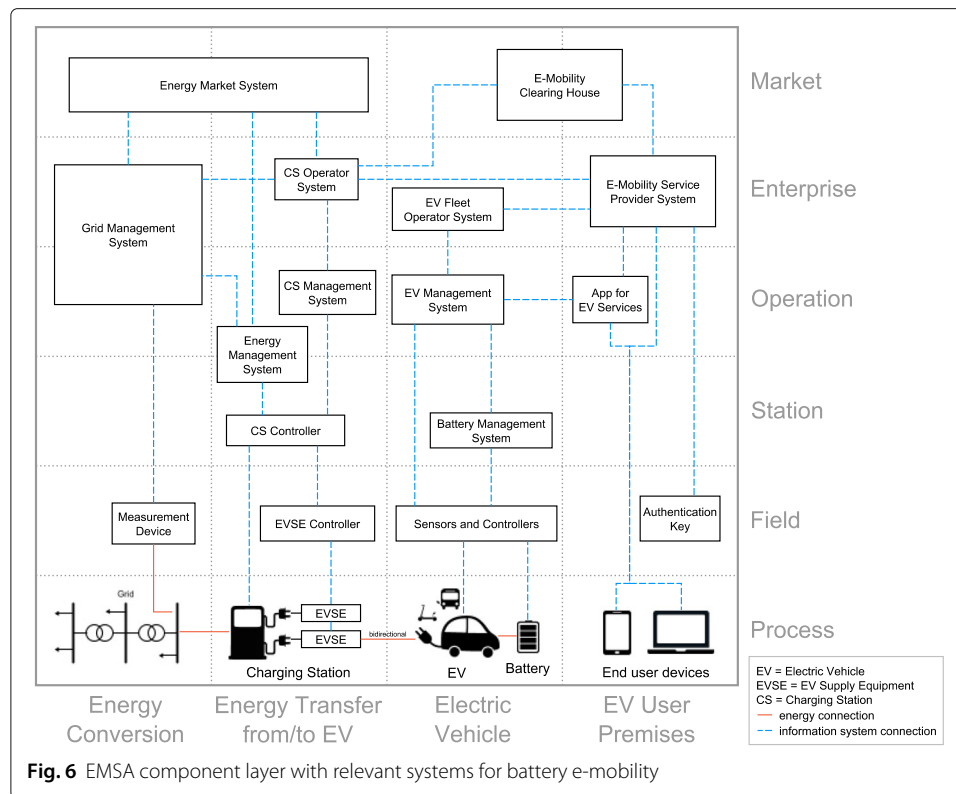 Energy Market System
E-Mobility
Clearing House
Market
CS Operator
System
E-Mobility Service
Provider System
Enterprise
EV Fleet
Operator System
Grid Management
System
CS Management
System
EV Management
System
App for
EV Services
Operation
Energy
Management
System
CS Controller
Battery Management
System
Station
Measurement
Device
EVSE Controller
Sensors and Controllers
Authentication
Key
Field
Grid
EVSE
EVSE
bidirectional
Process
Charging Station
EV
Battery
End user devices
EV = Electric Vehicle
EVSE = EV Supply Equipment
CS = Charging Station
energy connection
information system connection
Energy
Conversion
Energy Transfer
from/to EV
Electric
Vehicle
EV User
Premises
Fig. 6 EMSA component layer with relevant systems for battery e-mobility